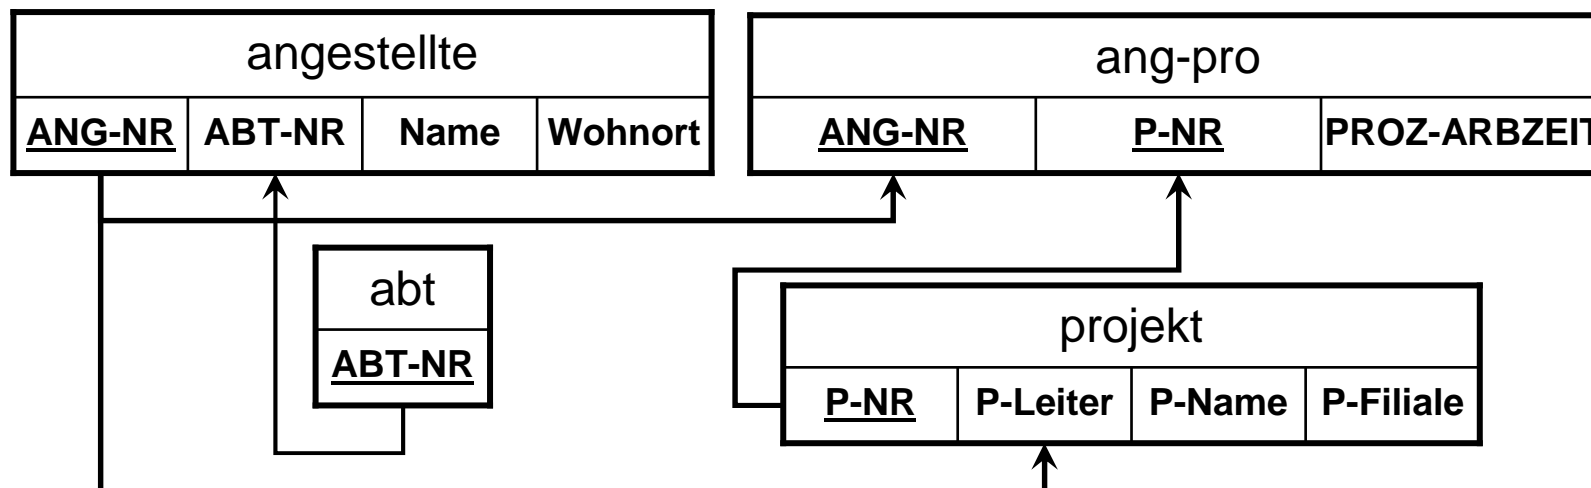 angestellte
ANG-NR ABT-NR Name Wohnort
ang-pro
ANG-NR P-NR PROZ-ARBZEIT
abt
ABT-NR
projekt
P-NR P-Leiter P-Name P-Filiale